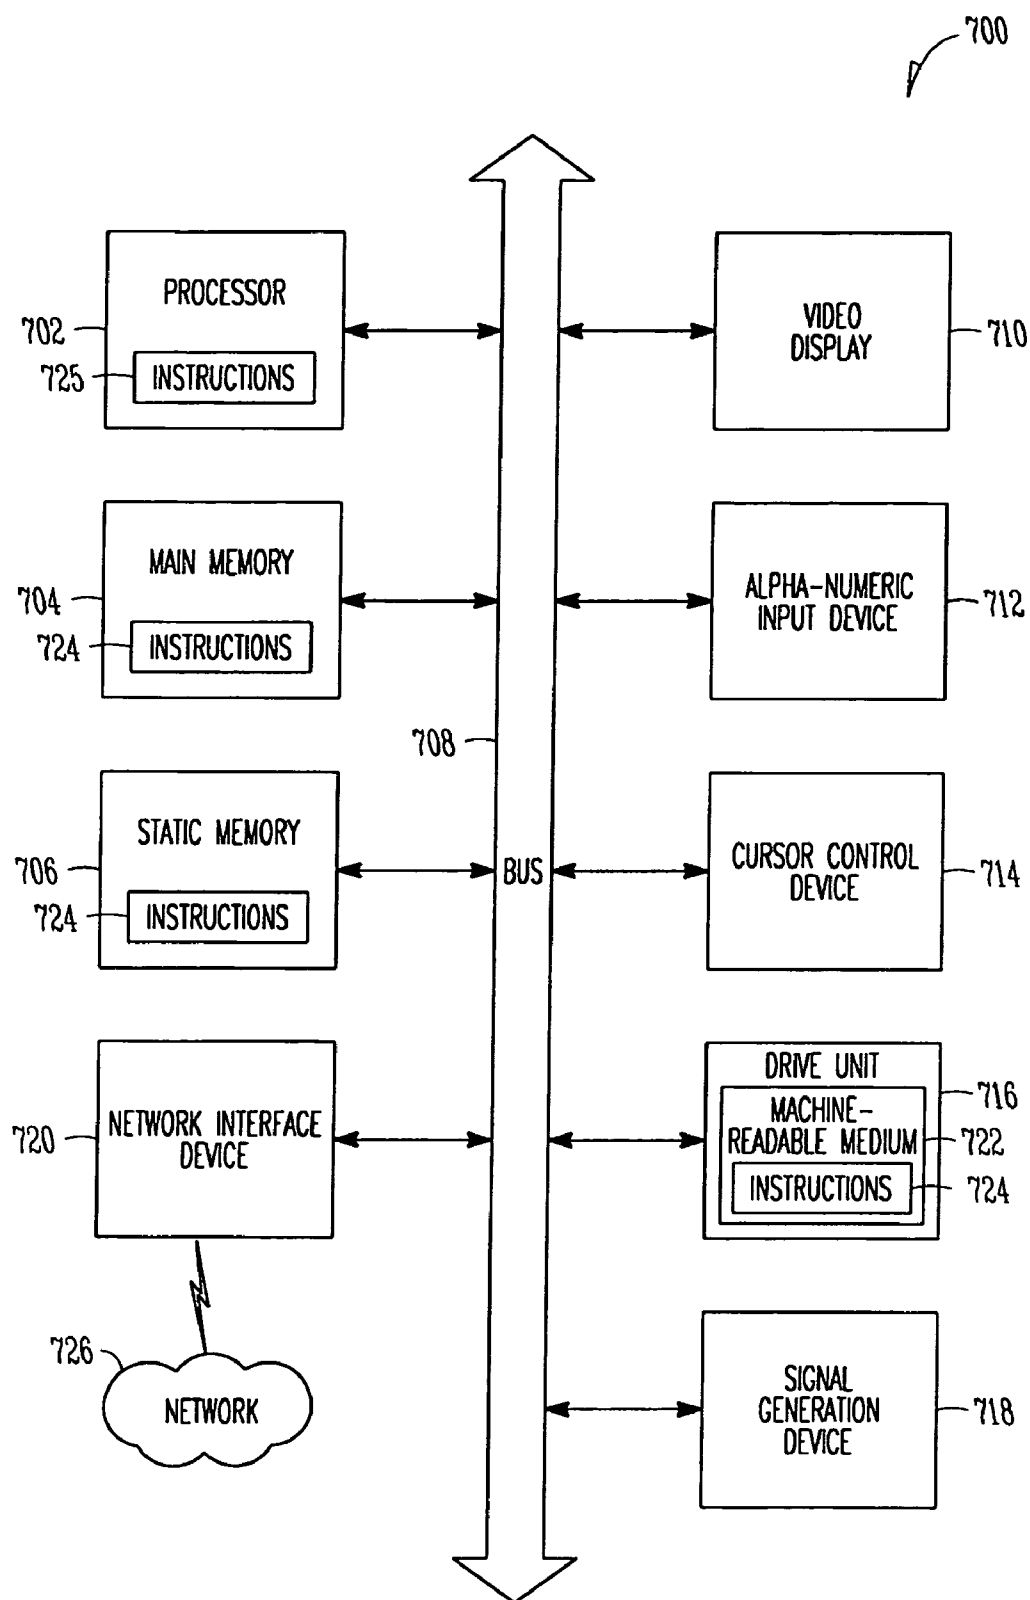 700
PROCESSOR
702
725
INSTRUCTIONS
VIDEO
DISPLAY
710
MAIN MEMORY
704
724
INSTRUCTIONS
ALPHA-NUMERIC
INPUT DEVICE
712
708
STATIC MEMORY
706
724
INSTRUCTIONS
BUS
CURSOR CONTROL
DEVICE
714
NETWORK INTERFACE
DEVICE
720
DRIVE UNIT
716
MACHINE-
READABLE MEDIUM
722
INSTRUCTIONS
724
726
NETWORK
SIGNAL
GENERATION
DEVICE
718